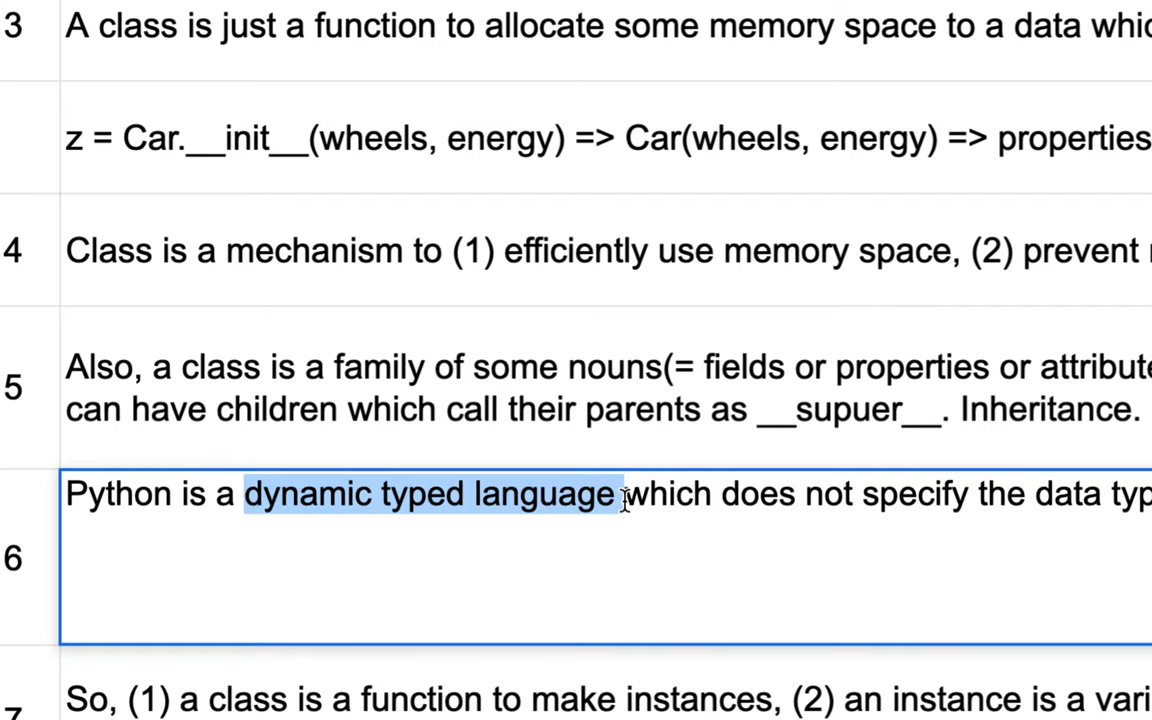 3 A class is just a function to allocate some memory space to a data
z = Car.__init__(wheels, energy) => Car(wheels, energy) => properties
4 Class is a mechanism to (1) efficiently use memory space, (2) prevent
Also, a class is a family of some nouns(= fields or properties or
5
can have children which call their parents as __supuer__. Inheritance.
Python is a dynamic typed language which does not specify the data
6
So, (1) a class is a function to make instances, (2) an instance is a
7